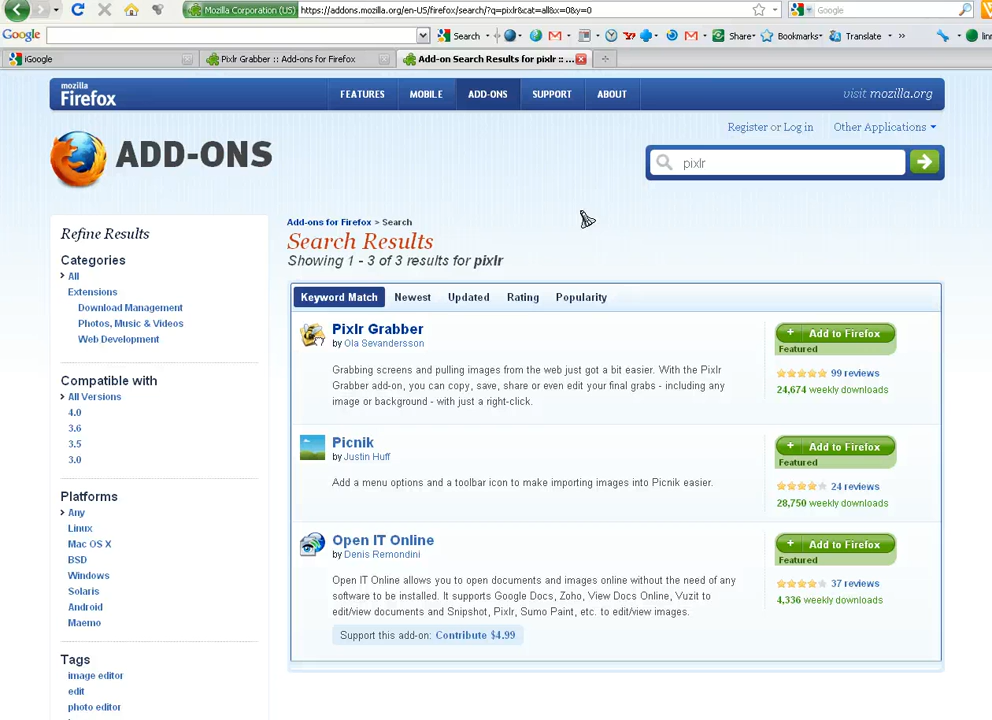 Mozilla Corporation (US) https://addons.mozilla.org/en-US/firefox/search/?q=pixlr&cat=all&x=0&y=0 Google
Google Search Share Bookmarks Translate »
iGoogle Pixlr Grabber :: Add-ons for Firefox Add-on Search Results for pixlr :: ...
mozilla
Firefox
FEATURES MOBILE ADD-ONS SUPPORT ABOUT visit mozilla.org
Register or Log in Other Applications
ADD-ONS
pixlr
Refine Results
Categories
All
Extensions
Download Management
Photos, Music & Videos
Web Development
Compatible with
All Versions
4.0
3.6
3.5
3.0
Platforms
Any
Linux
Mac OS X
BSD
Windows
Solaris
Android
Maemo
Tags
image editor
edit
photo editor
Add-ons for Firefox > Search
Search Results
Showing 1 - 3 of 3 results for pixlr
Keyword Match Newest Updated Rating Popularity
Pixlr Grabber
by Ola Sevandersson
Grabbing screens and pulling images from the web just got a bit easier. With the Pixlr
Grabber add-on, you can copy, save, share or even edit your final grabs - including any
image or background - with just a right-click.
+ Add to Firefox
Featured
99 reviews
24,674 weekly downloads
Picnik
by Justin Huff
Add a menu options and a toolbar icon to make importing images into Picnik easier.
+ Add to Firefox
Featured
24 reviews
28,750 weekly downloads
Open IT Online
by Denis Remondini
Open IT Online allows you to open documents and images online without the need of any
software to be installed. It supports Google Docs, Zoho, View Docs Online, Vuzit to
edit/view documents and Snipshot, Pixlr, Sumo Paint, etc. to edit/view images.
Support this add-on: Contribute $4.99
+ Add to Firefox
Featured
37 reviews
4,336 weekly downloads